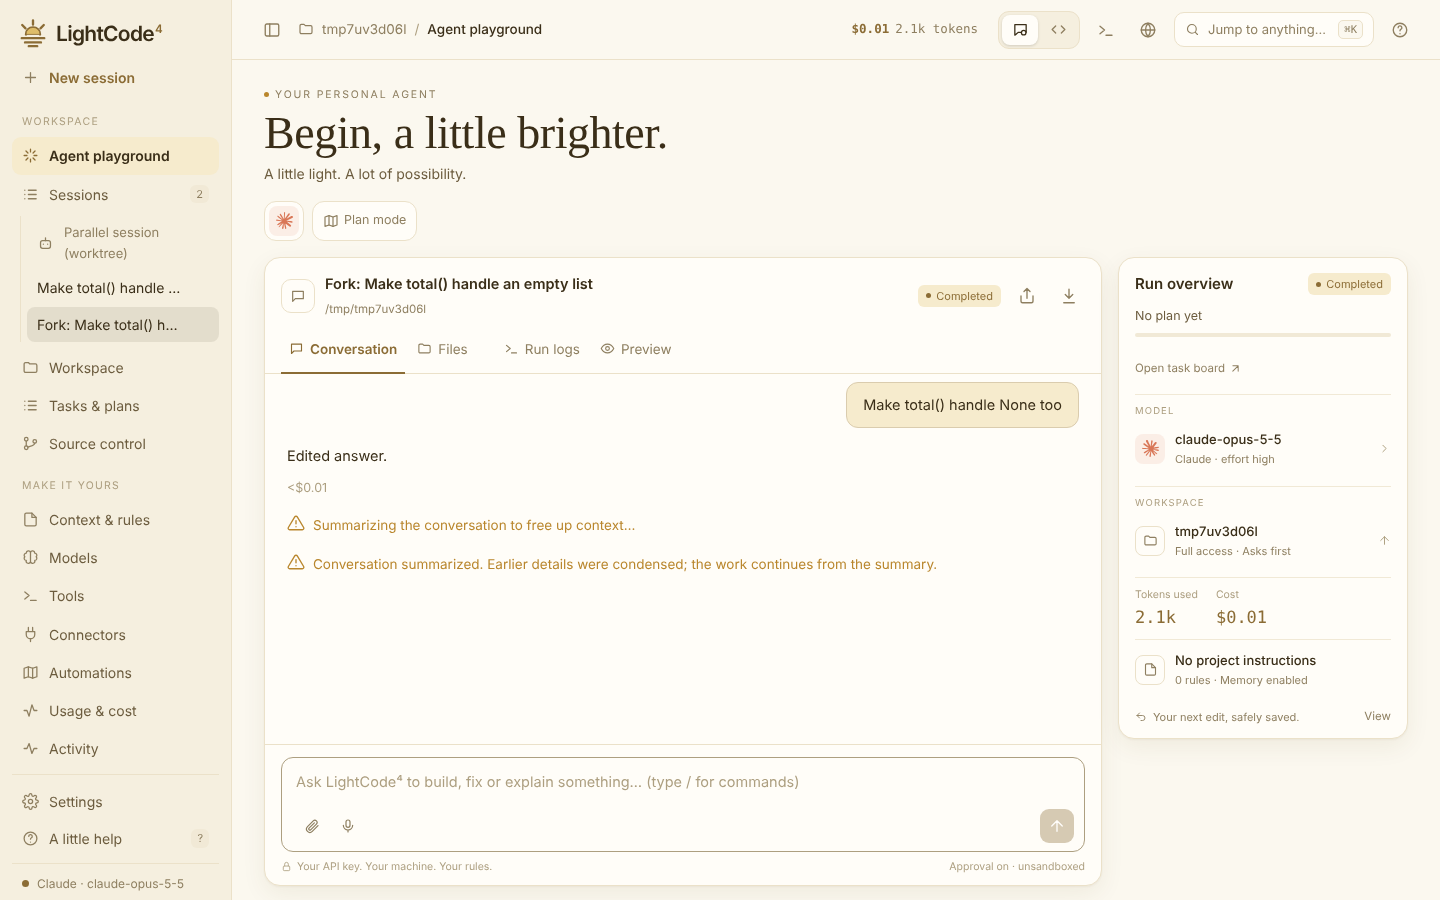 LightCode⁴
New session
WORKSPACE
Agent playground
Sessions 2
Parallel session
(worktree)
Make total() handle ...
Fork: Make total() h...
Workspace
Tasks & plans
Source control
MAKE IT YOURS
Context & rules
Models
Tools
Connectors
Automations
Usage & cost
Activity
Settings
A little help ?
Claude · claude-opus-5-5
tmp7uv3d06l / Agent playground
$0.01 2.1k tokens
Jump to anything... ⌘K
YOUR PERSONAL AGENT
Begin, a little brighter.
A little light. A lot of possibility.
Plan mode
Fork: Make total() handle an empty list
/tmp/tmp7uv3d06l
Completed
Conversation Files Run logs Preview
Make total() handle None too
Edited answer.
<$0.01
Summarizing the conversation to free up context...
Conversation summarized. Earlier details were condensed; the work continues from the summary.
Ask LightCode⁴ to build, fix or explain something... (type / for commands)
Your API key. Your machine. Your rules.
Approval on · unsandboxed
Run overview Completed
No plan yet
Open task board
MODEL
claude-opus-5-5
Claude · effort high
WORKSPACE
tmp7uv3d06l
Full access · Asks first
Tokens used Cost
2.1k $0.01
No project instructions
0 rules · Memory enabled
Your next edit, safely saved. View